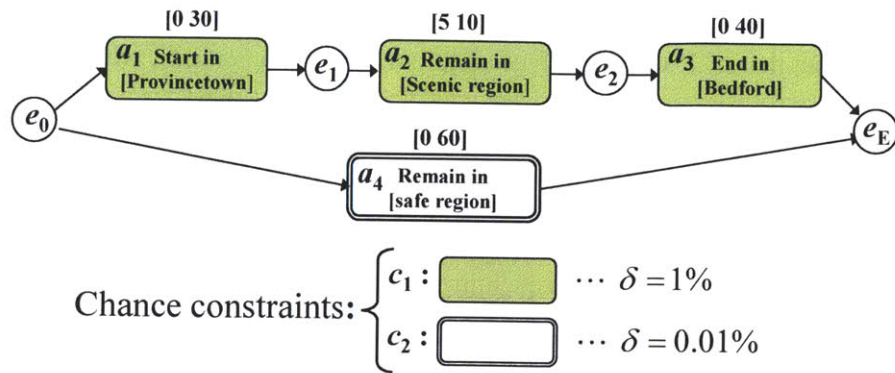 [0 30]
[5 10]
[0 40]
a₁ Start in
[Provincetown]
e₁
a₂ Remain in
[Scenic region]
e₂
a₃ End in
[Bedford]
e₀
e_E
[0 60]
a₄ Remain in
[safe region]
Chance constraints:
c₁ : ⋯ δ = 1%
c₂ : ⋯ δ = 0.01%